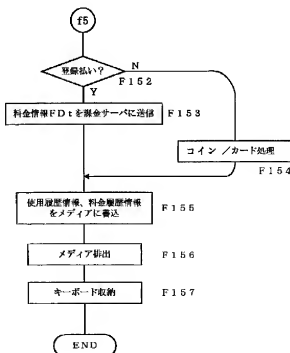 f5
登録払い？
N
F152
Y
料金情報FDtを課金サーバに送信 F153
コイン／カード処理
F154
使用履歴情報、料金履歴情報
をメディアに書込
F155
メディア排出 F156
キーボード収納 F157
END